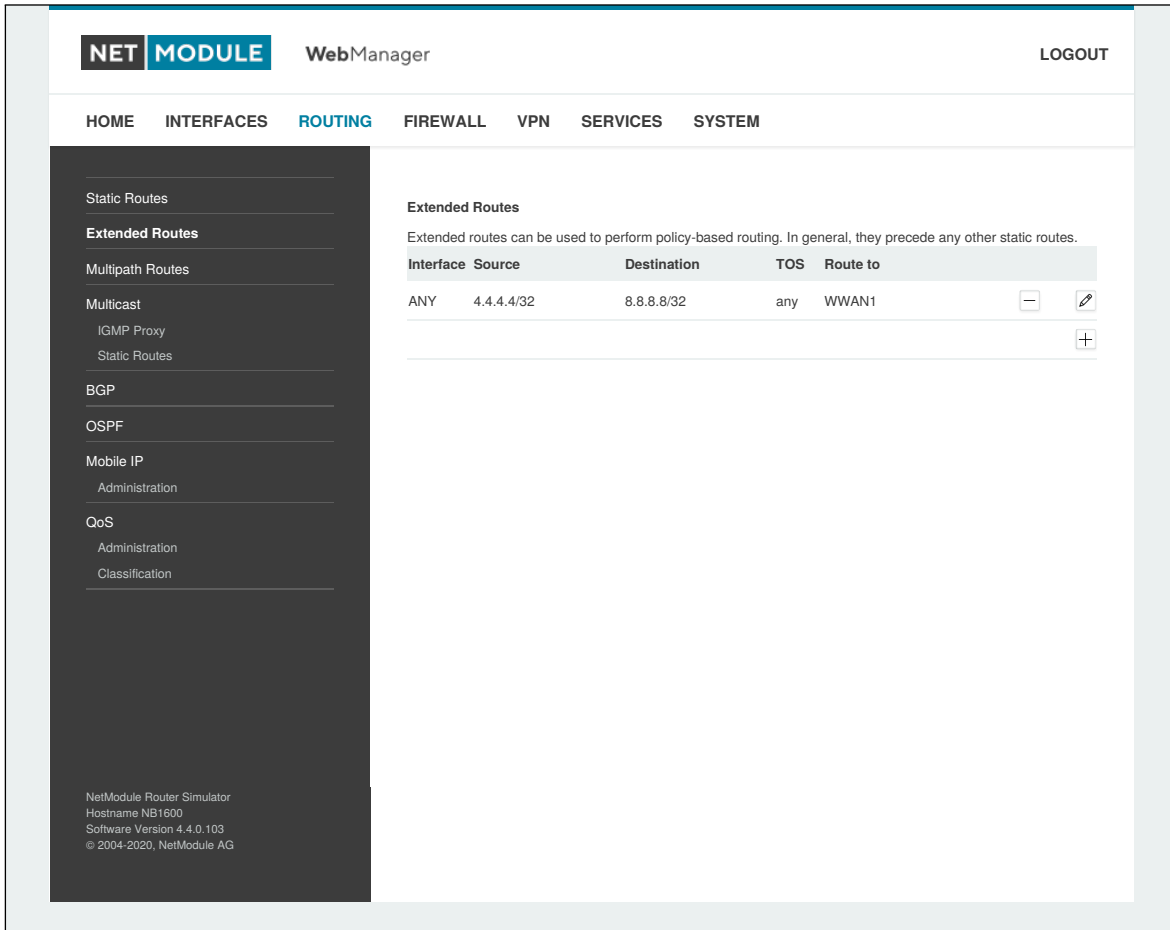 NET MODULE WebManager LOGOUT
HOME INTERFACES ROUTING FIREWALL VPN SERVICES SYSTEM
Static Routes
Extended Routes
Multipath Routes
Multicast
IGMP Proxy
Static Routes
BGP
OSPF
Mobile IP
Administration
QoS
Administration
Classification
NetModule Router Simulator
Hostname NB1600
Software Version 4.4.0.103
© 2004-2020, NetModule AG
Extended Routes
Extended routes can be used to perform policy-based routing. In general, they precede any other static routes.
Interface Source Destination TOS Route to
ANY 4.4.4.4/32 8.8.8.8/32 any WWAN1